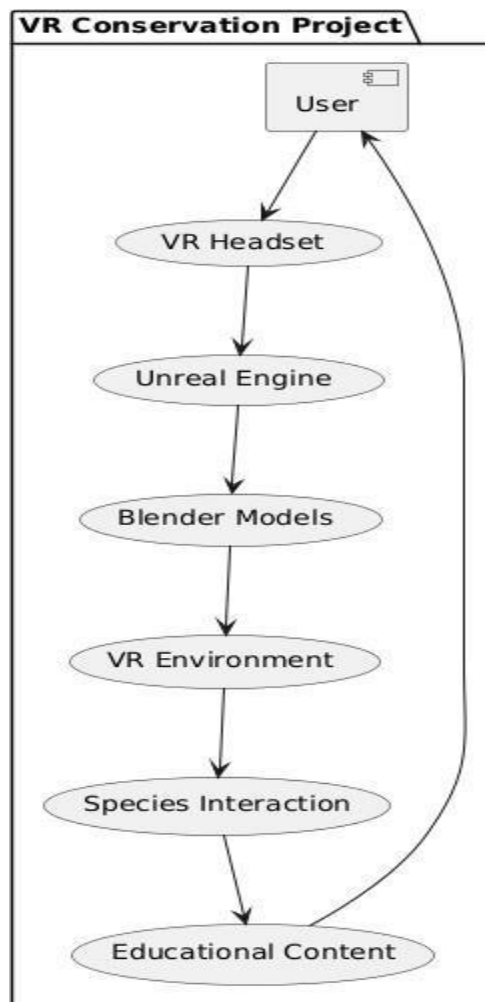 VR Conservation Project
User
VR Headset
Unreal Engine
Blender Models
VR Environment
Species Interaction
Educational Content